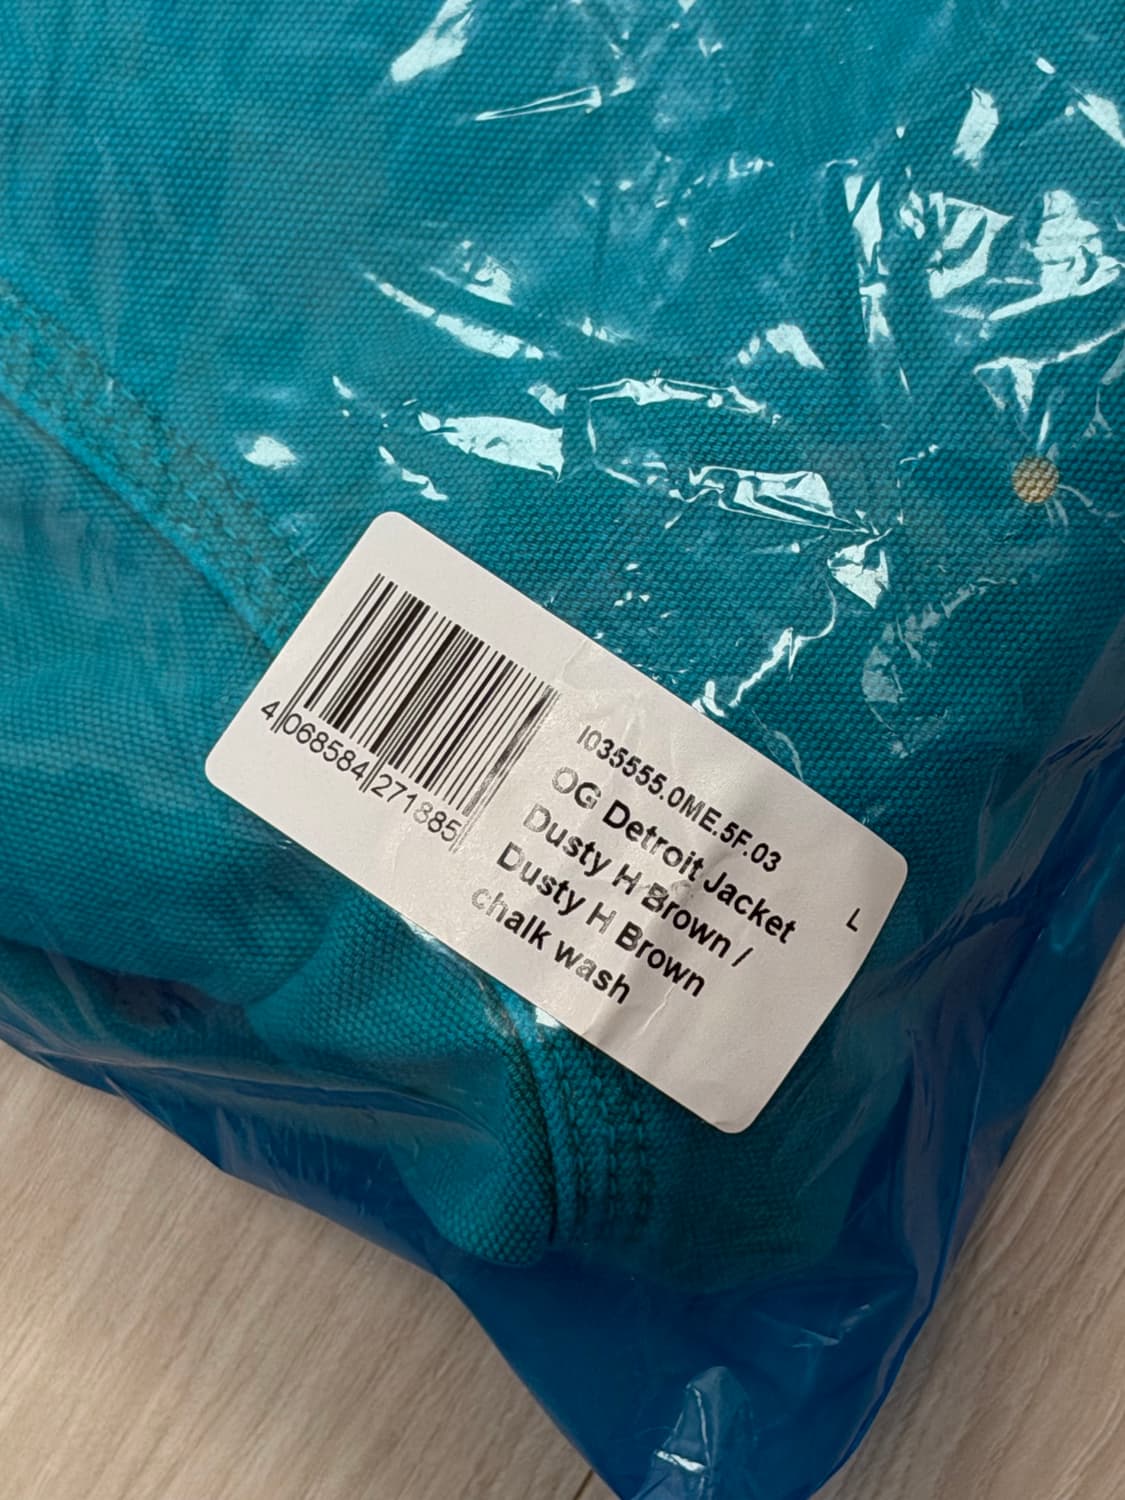 4 068584 271885
I035555.0ME.5F.03
OG Detroit Jacket
Dusty H Brown /
Dusty H Brown
chalk wash
L